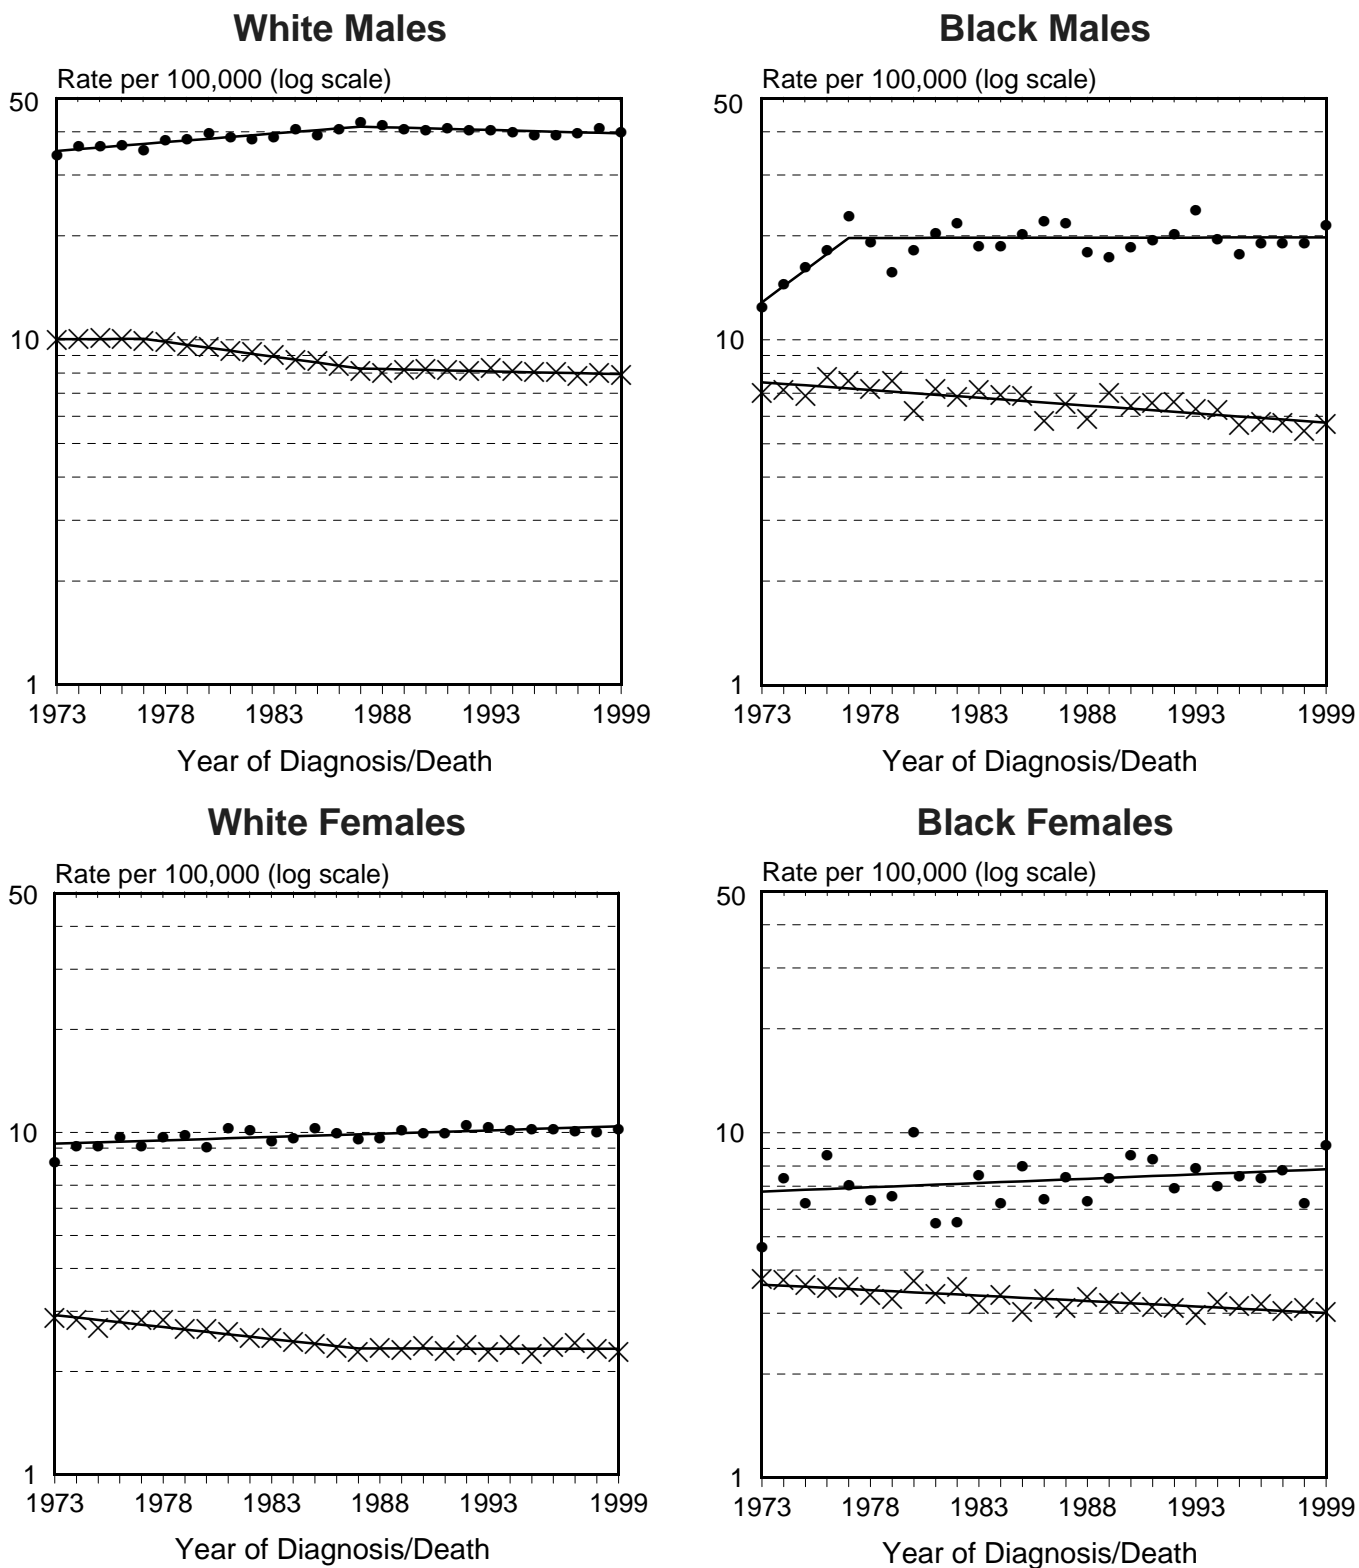 White Males
Rate per 100,000 (log scale)
50
10
1
1973 1978 1983 1988 1993 1999
Year of Diagnosis/Death
Black Males
Rate per 100,000 (log scale)
50
10
1
1973 1978 1983 1988 1993 1999
Year of Diagnosis/Death
White Females
Rate per 100,000 (log scale)
50
10
1
1973 1978 1983 1988 1993 1999
Year of Diagnosis/Death
Black Females
Rate per 100,000 (log scale)
50
10
1
1973 1978 1983 1988 1993 1999
Year of Diagnosis/Death